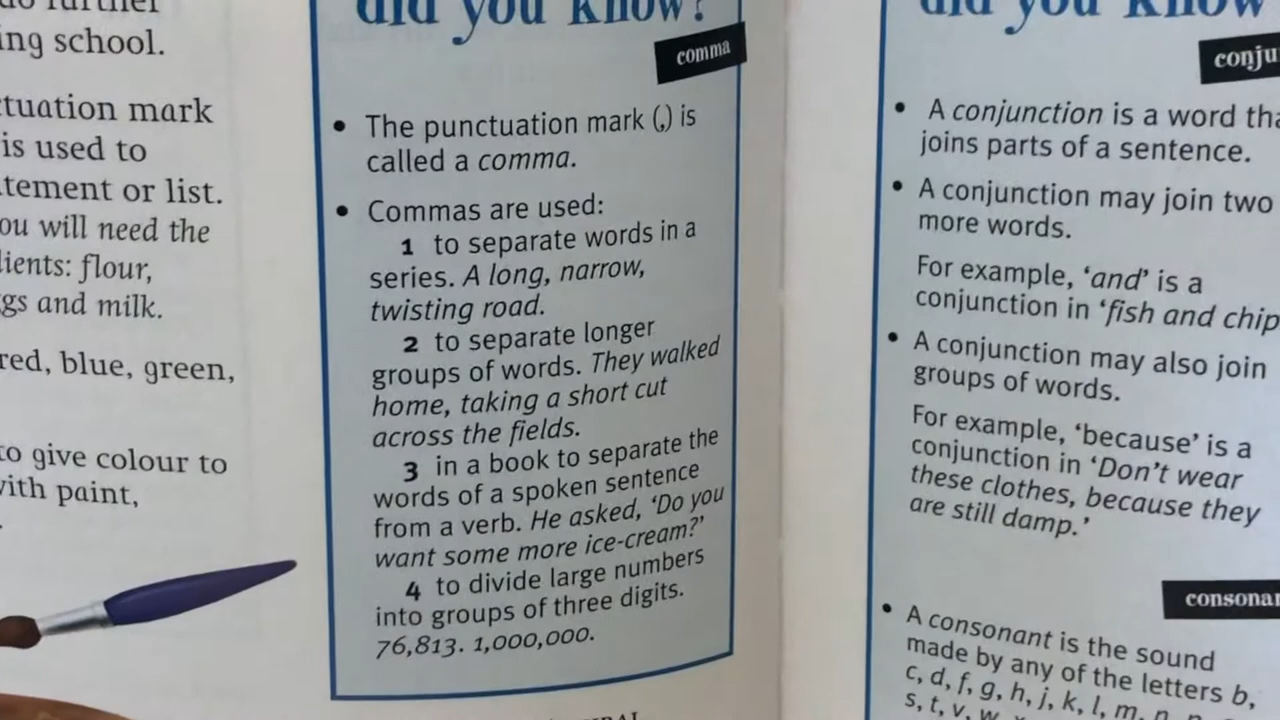 ing school.
ctuation mark
is used to
tement or list.
ou will need the
lients: flour,
gs and milk.
red, blue, green,
to give colour to
with paint,
did you know?
comma
• The punctuation mark (,) is
called a comma.
• Commas are used:
1 to separate words in a
series. A long, narrow,
twisting road.
2 to separate longer
groups of words. They walked
home, taking a short cut
across the fields.
3 in a book to separate the
words of a spoken sentence
from a verb. He asked, ‘Do you
want some more ice-cream?’
4 to divide large numbers
into groups of three digits.
76,813. 1,000,000.
did you know
conju
• A conjunction is a word tha
joins parts of a sentence.
• A conjunction may join two
more words.
For example, ‘and’ is a
conjunction in ‘fish and chip
• A conjunction may also join
groups of words.
For example, ‘because’ is a
conjunction in ‘Don’t wear
these clothes, because they
are still damp.’
consonan
• A consonant is the sound
made by any of the letters b,
c, d, f, g, h, j, k, l, m, n, p,
s, t, v, w,